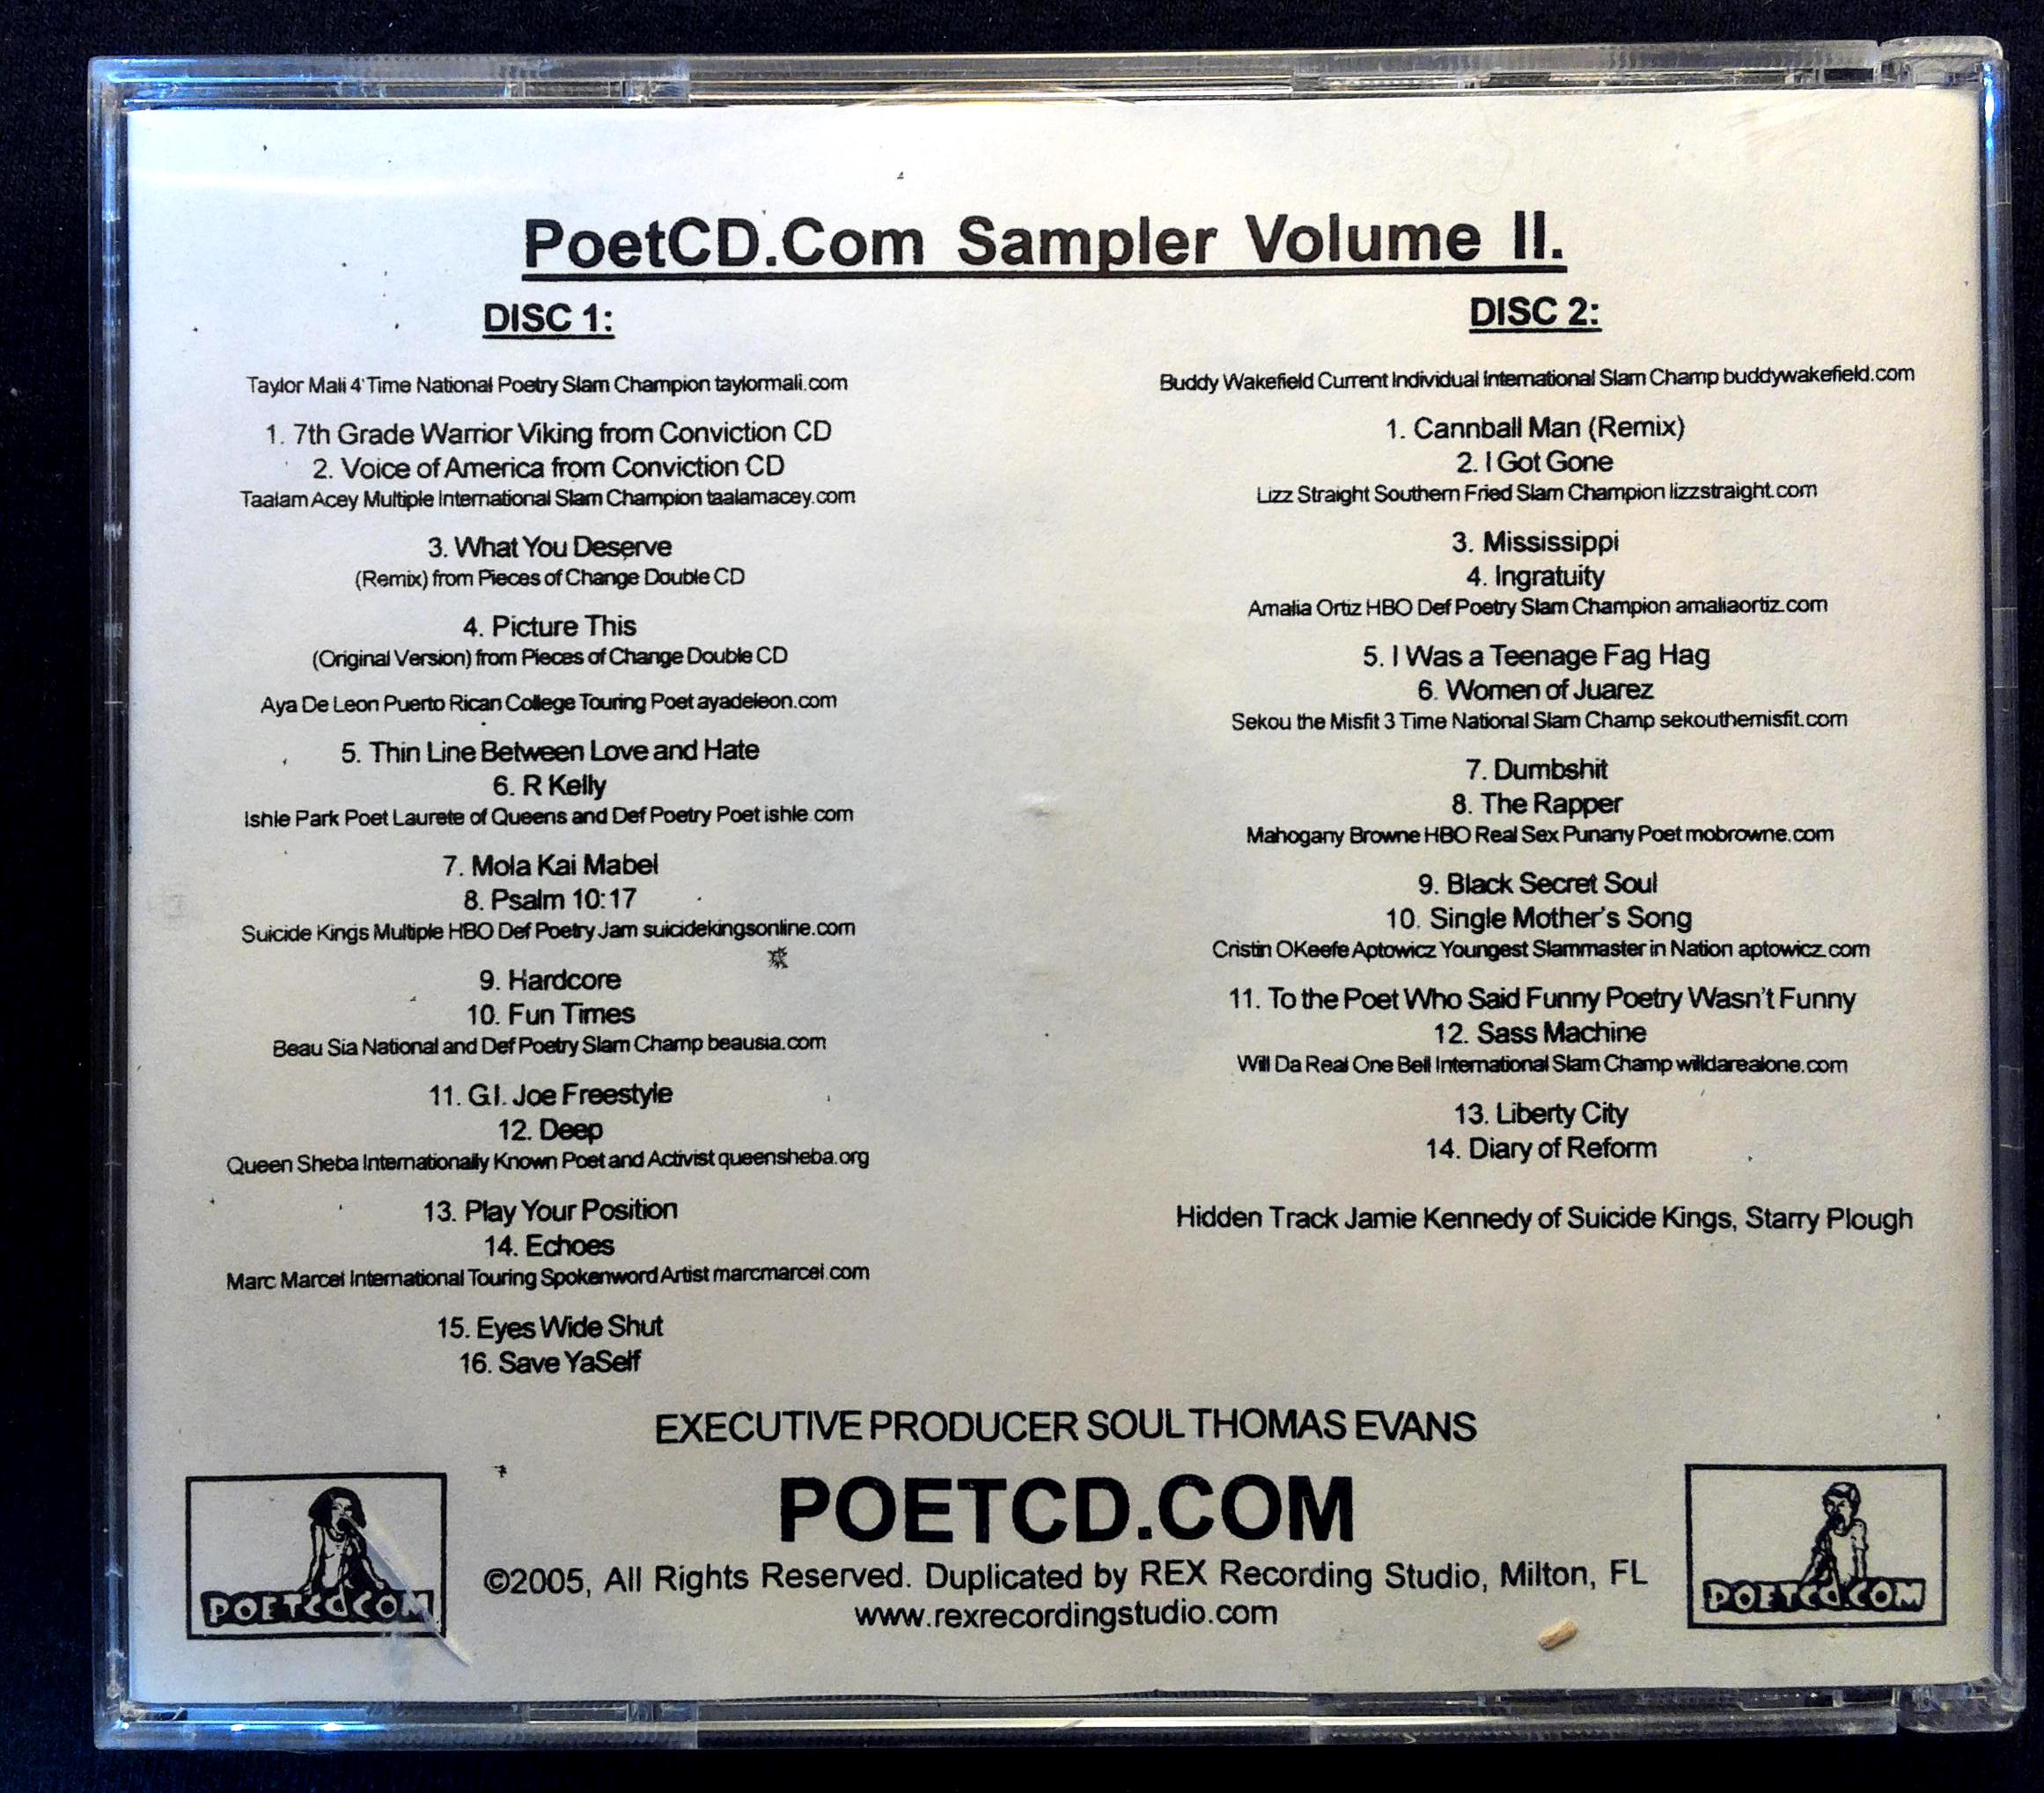 PoetCD.Com Sampler Volume II.
DISC 1:
Taylor Mali 4 Time National Poetry Slam Champion taylormali.com
1. 7th Grade Warrior Viking from Conviction CD
2. Voice of America from Conviction CD
Taalam Acey Multiple International Slam Champion taalamacey.com
3. What You Deserve
(Remix) from Pieces of Change Double CD
4. Picture This
(Original Version) from Pieces of Change Double CD
Aya De Leon Puerto Rican College Touring Poet ayadeleon.com
5. Thin Line Between Love and Hate
6. R Kelly
Ishle Park Poet Laurete of Queens and Def Poetry Poet ishle.com
7. Mola Kai Mabel
8. Psalm 10:17
Suicide Kings Multiple HBO Def Poetry Jam suicidekingsonline.com
9. Hardcore
10. Fun Times
Beau Sia National and Def Poetry Slam Champ beausia.com
11. G.I. Joe Freestyle
12. Deep
Queen Sheba Internationally Known Poet and Activist queensheba.org
13. Play Your Position
14. Echoes
Marc Marcel International Touring Spokenword Artist marcmarcel.com
15. Eyes Wide Shut
16. Save YaSelf
DISC 2:
Buddy Wakefield Current Individual International Slam Champ buddywakefield.com
1. Cannball Man (Remix)
2. I Got Gone
Lizz Straight Southern Fried Slam Champion lizzstraight.com
3. Mississippi
4. Ingratuity
Amalia Ortiz HBO Def Poetry Slam Champion amaliaortiz.com
5. I Was a Teenage Fag Hag
6. Women of Juarez
Sekou the Misfit 3 Time National Slam Champ sekouthemisfit.com
7. Dumbshit
8. The Rapper
Mahogany Browne HBO Real Sex Punany Poet mobrowne.com
9. Black Secret Soul
10. Single Mother's Song
Cristin OKeefe Aptowicz Youngest Slammaster in Nation aptowicz.com
11. To the Poet Who Said Funny Poetry Wasn't Funny
12. Sass Machine
Will Da Real One Bell International Slam Champ willdarealone.com
13. Liberty City
14. Diary of Reform
Hidden Track Jamie Kennedy of Suicide Kings, Starry Plough
EXECUTIVE PRODUCER SOUL THOMAS EVANS
POETCD.COM
©2005, All Rights Reserved. Duplicated by REX Recording Studio, Milton, FL
www.rexrecordingstudio.com
POETCD.COM
POETCD.COM